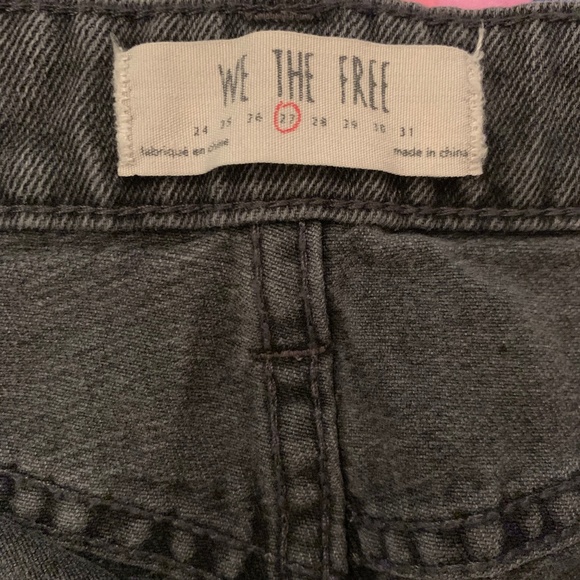 WE THE FREE
24 25 26 27 28 29 30 31
fabriqué en chine
made in china